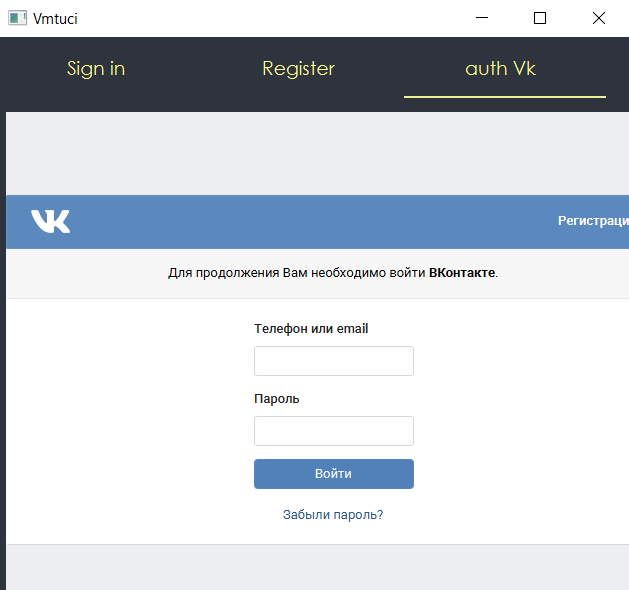 Vmtuci
Sign in Register auth Vk
Регистраци
Для продолжения Вам необходимо войти ВКонтакте.
Телефон или email
Пароль
Войти
Забыли пароль?